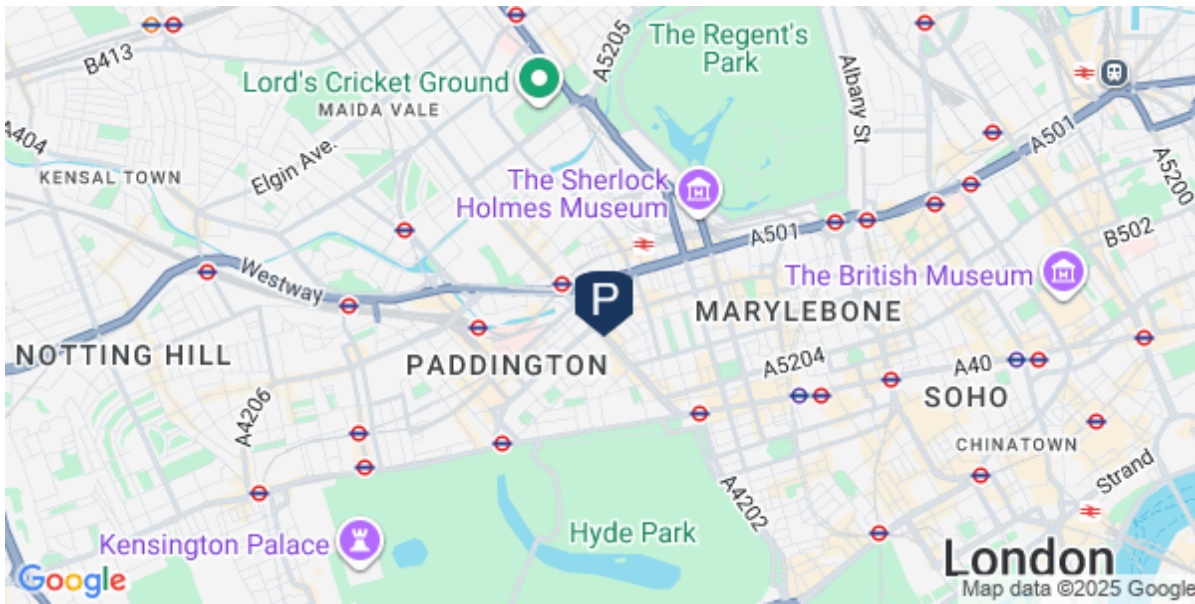 B413
A5205
The Regent's
Park
Lord's Cricket Ground
MAIDA VALE
Albany St
A404
Elgin Ave.
KENSAL TOWN
A501
A5200
The Sherlock
Holmes Museum
A501
B502
Westway
The British Museum
P
MARYLEBONE
NOTTING HILL
PADDINGTON
A5204
A40
SOHO
A4206
CHINATOWN
Strand
A4202
Hyde Park
Kensington Palace
London
Google
Map data ©2025 Google